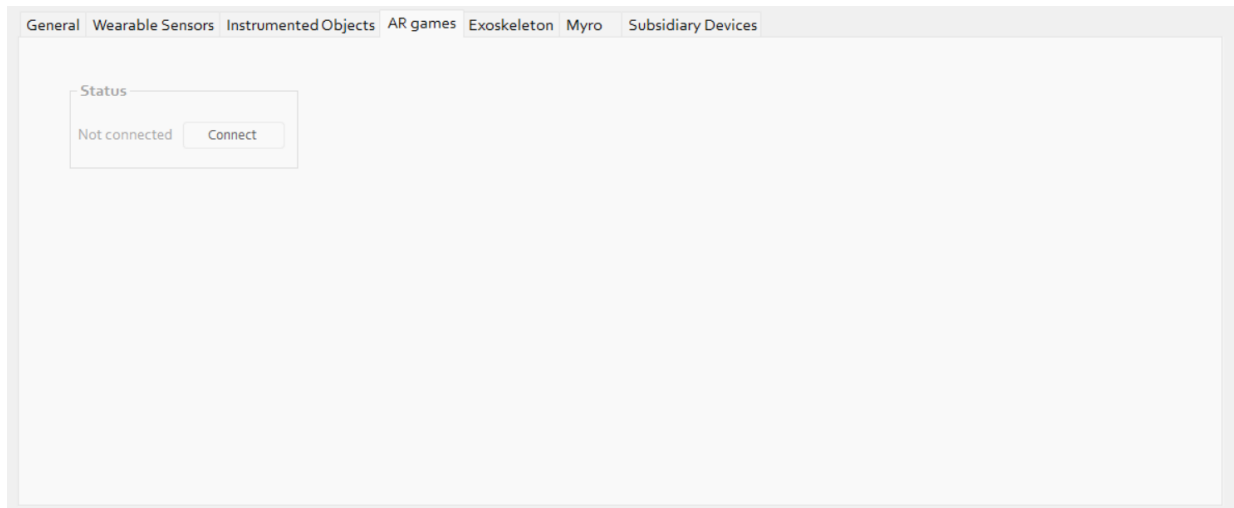 General Wearable Sensors Instrumented Objects AR games Exoskeleton Myro Subsidiary Devices
Status
Not connected Connect